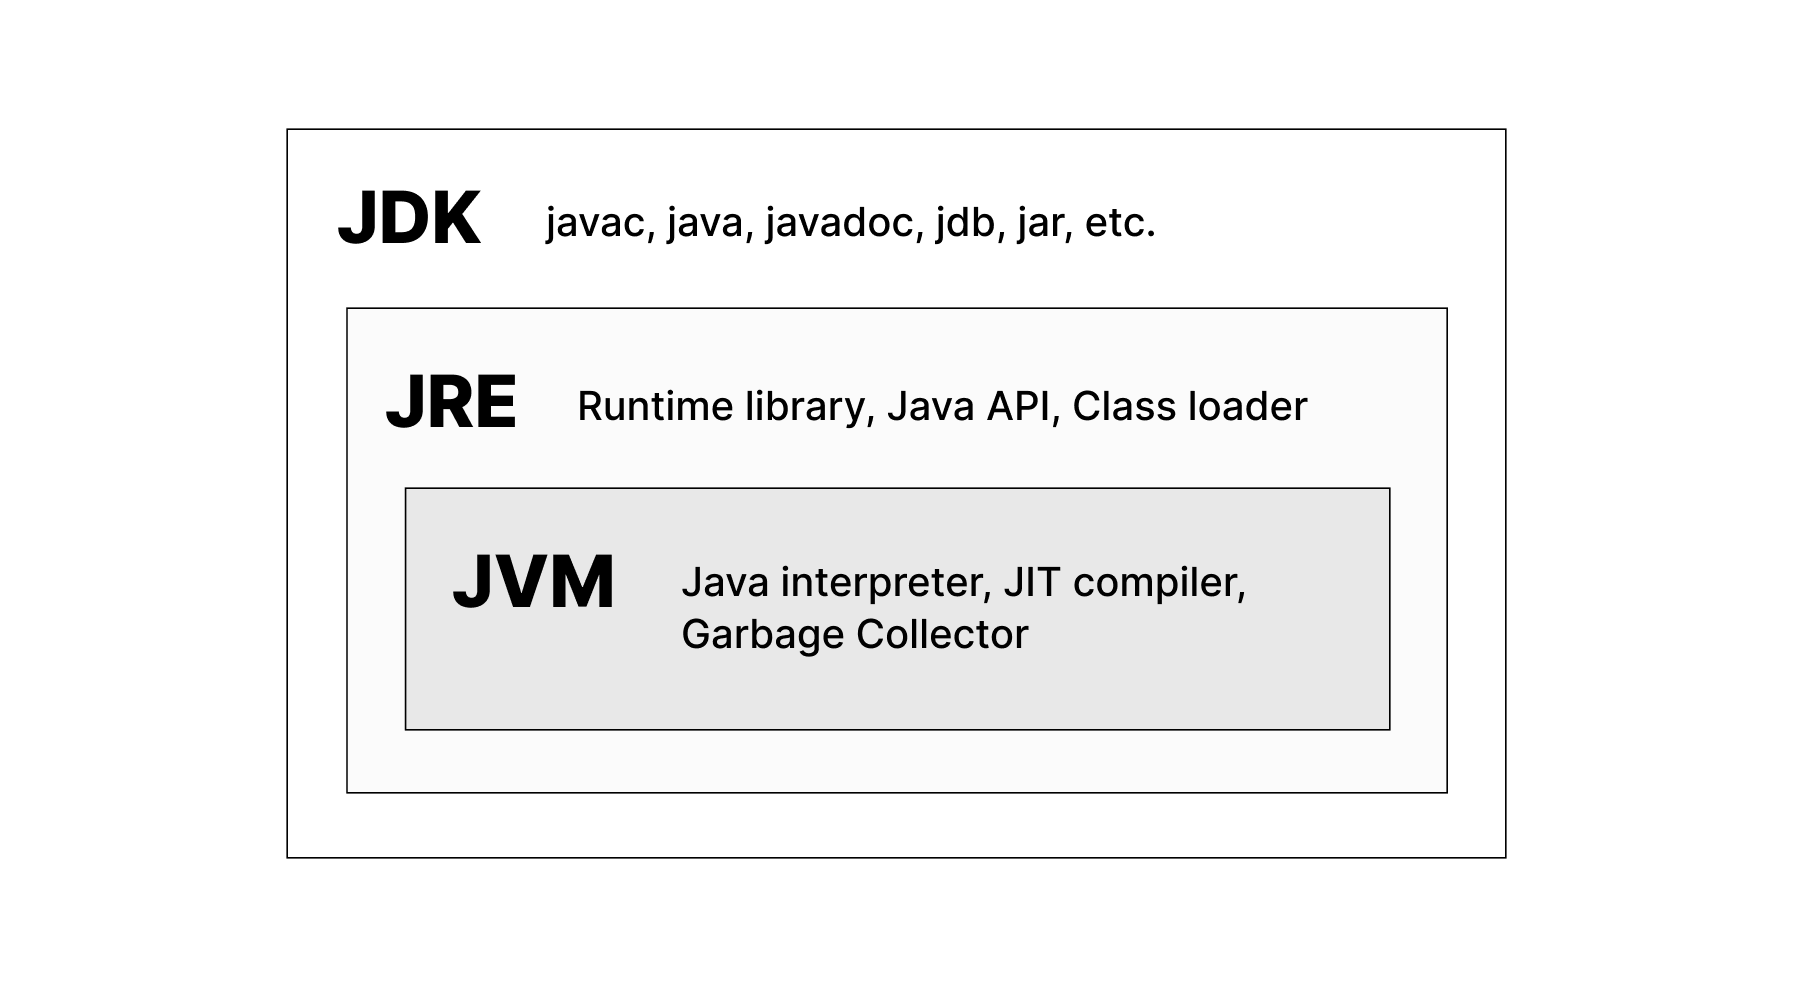 JDK javac, java, javadoc, jdb, jar, etc.
JRE Runtime library, Java API, Class loader
JVM Java interpreter, JIT compiler,
Garbage Collector